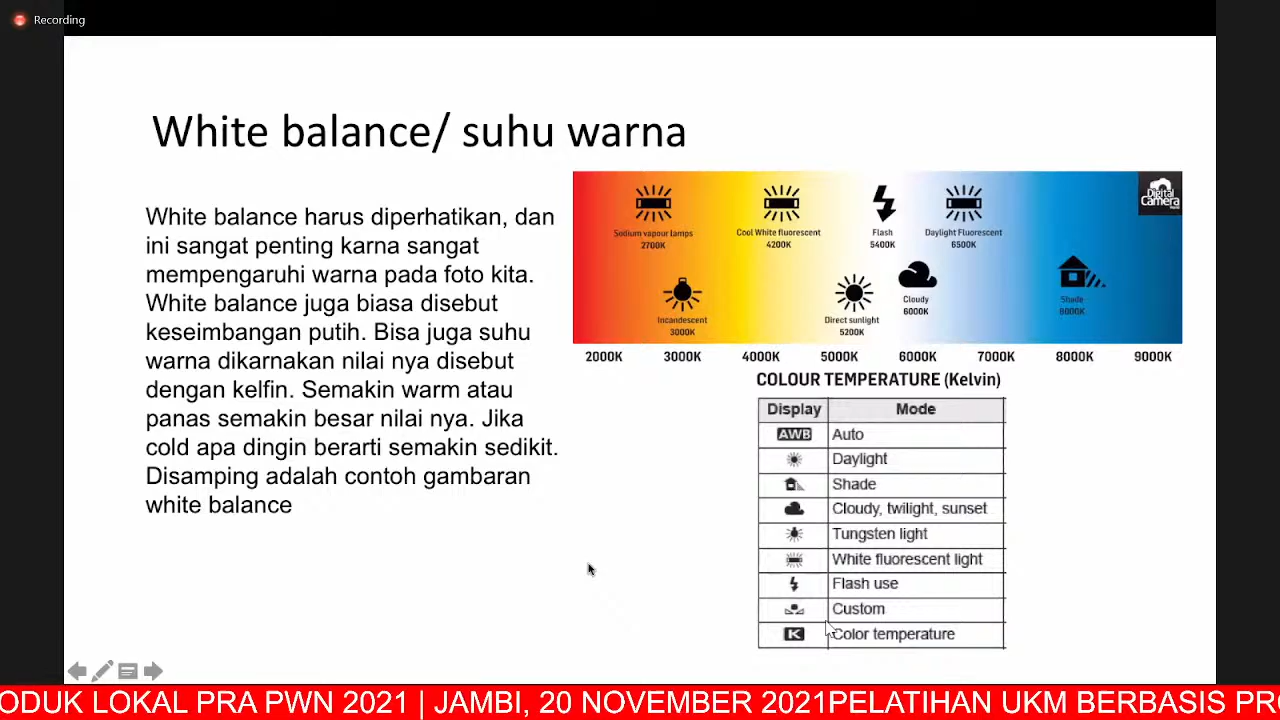 Recording
White balance/ suhu warna
White balance harus diperhatikan, dan
ini sangat penting karna sangat
mempengaruhi warna pada foto kita.
White balance juga biasa disebut
keseimbangan putih. Bisa juga suhu
warna dikarnakan nilai nya disebut
dengan kelfin. Semakin warm atau
panas semakin besar nilai nya. Jika
cold apa dingin berarti semakin sedikit.
Disamping adalah contoh gambaran
white balance
Digital
Camera
Sodium vapour lamps
2700K
Cool White fluorescent
4200K
Flash
5400K
Daylight Fluorescent
6500K
Incandescent
3000K
Direct sunlight
5200K
Cloudy
6000K
Shade
8000K
2000K 3000K 4000K 5000K 6000K 7000K 8000K 9000K
COLOUR TEMPERATURE (Kelvin)
Display Mode
AWB Auto
Daylight
Shade
Cloudy, twilight, sunset
Tungsten light
White fluorescent light
Flash use
Custom
K Color temperature
ODUK LOKAL PRA PWN 2021 | JAMBI, 20 NOVEMBER 2021PELATIHAN UKM BERBASIS PR